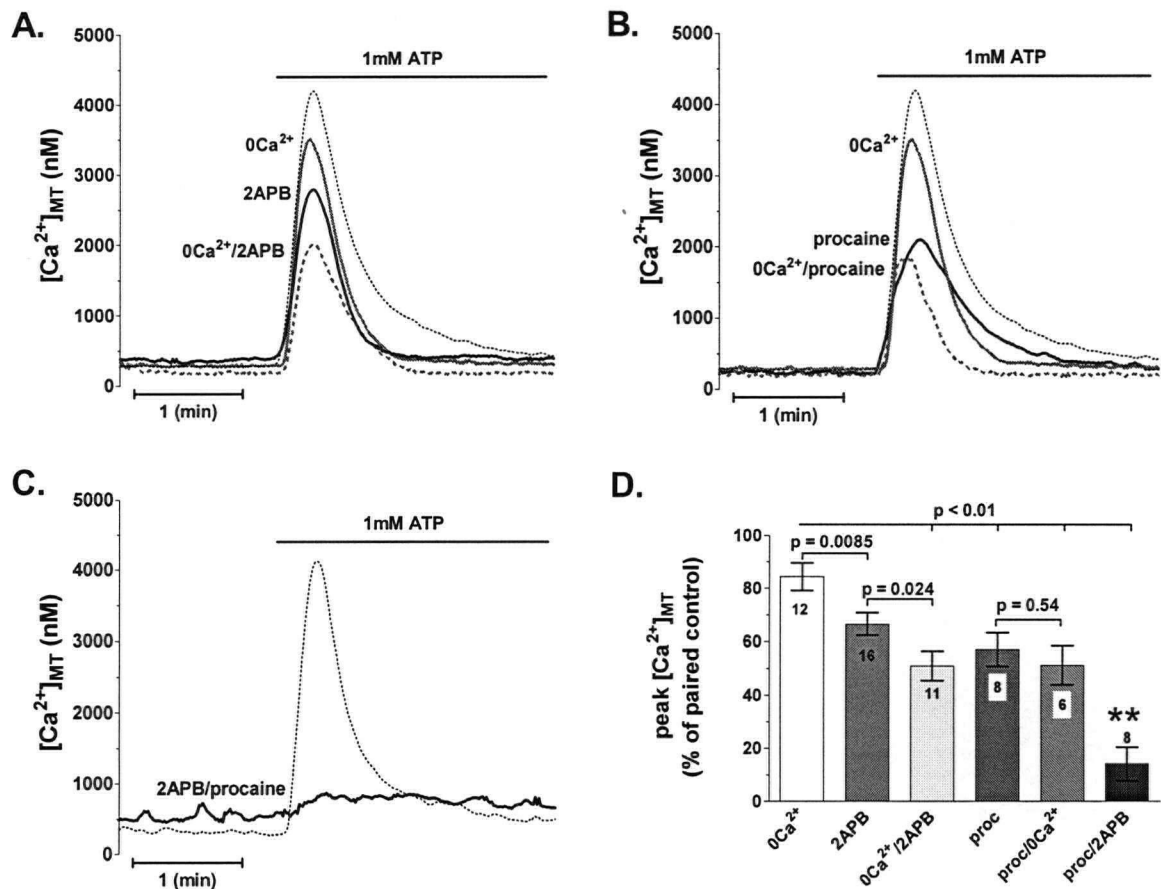 A.
[Ca²⁺]MT (nM)
5000
4000
3000
2000
1000
0
1mM ATP
0Ca²⁺
2APB
0Ca²⁺/2APB
1 (min)
B.
[Ca²⁺]MT (nM)
5000
4000
3000
2000
1000
0
1mM ATP
0Ca²⁺
procaine
0Ca²⁺/procaine
1 (min)
C.
[Ca²⁺]MT (nM)
5000
4000
3000
2000
1000
0
1mM ATP
2APB/procaine
1 (min)
D.
peak [Ca²⁺]MT
(% of paired control)
100
80
60
40
20
0
p < 0.01
p = 0.0085
p = 0.024
p = 0.54
12
16
11
8
6
**
8
0Ca²⁺
2APB
0Ca²⁺/2APB
proc
proc/0Ca²⁺
proc/2APB